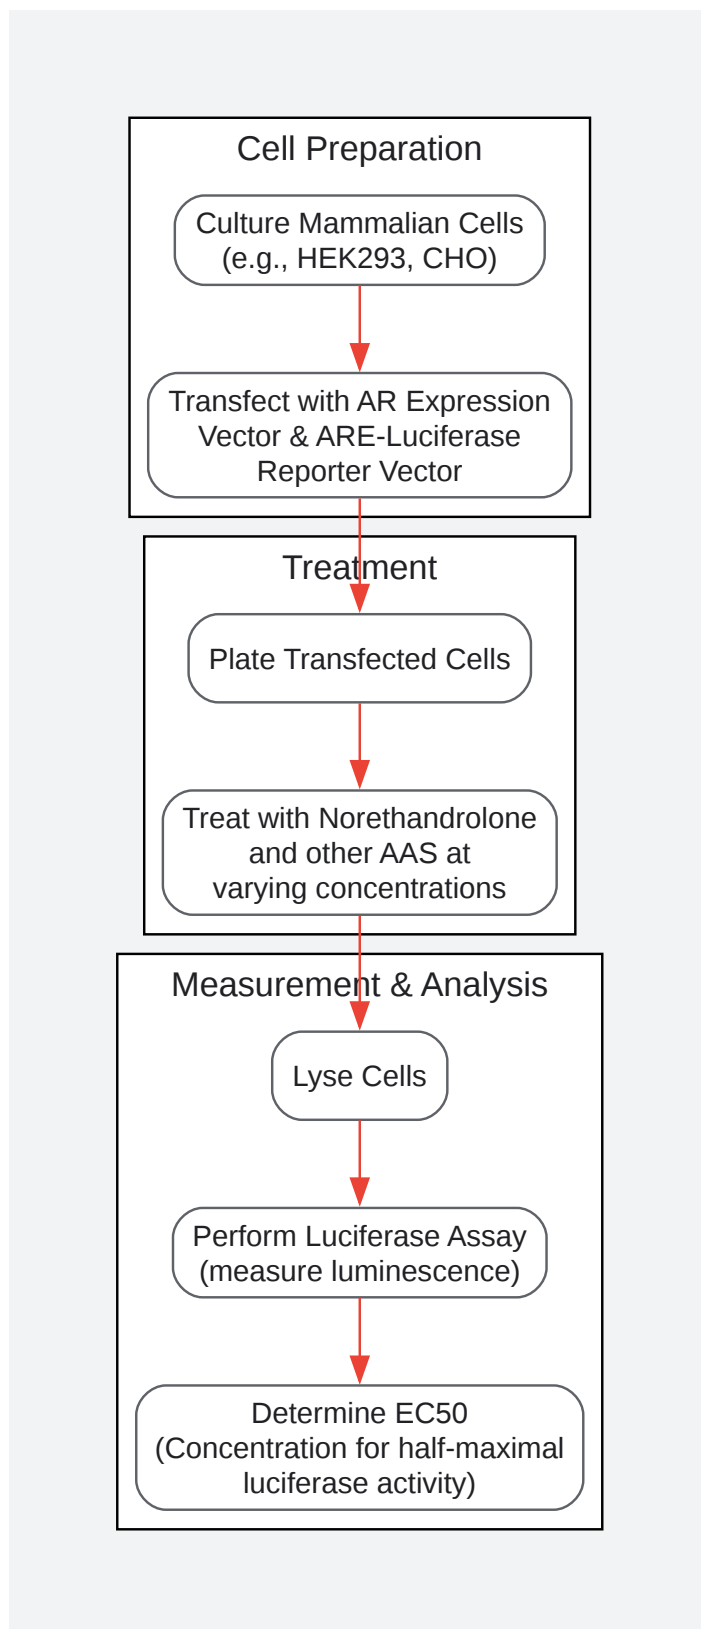 Cell Preparation
Culture Mammalian Cells
(e.g., HEK293, CHO)
Transfect with AR Expression
Vector & ARE-Luciferase
Reporter Vector
Treatment
Plate Transfected Cells
Treat with Norethandrolone
and other AAS at
varying concentrations
Measurement & Analysis
Lyse Cells
Perform Luciferase Assay
(measure luminescence)
Determine EC50
(Concentration for half-maximal
luciferase activity)